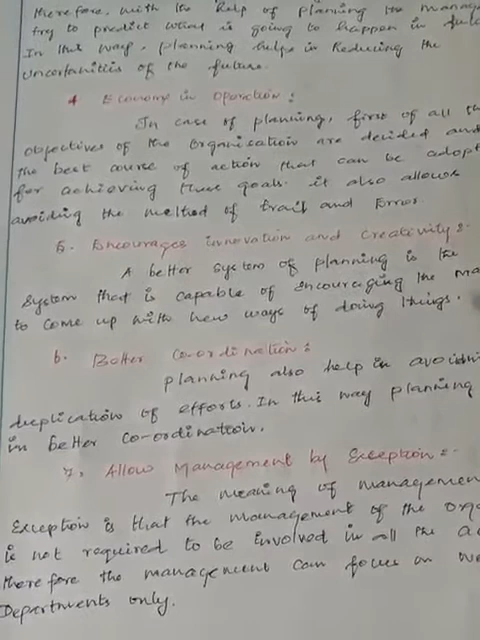 therefore, with the help of planning the manag
try to predict what is going to happen in futu
In that way, planning helps in Reducing the
uncertainities of the future.
4 Economy in Operation :
In case of planning, first of all th
objectives of the organisation are decided and
the best course of action that can be adopt
for achieving these goals. it also allows
avoiding the method of trail and Error.
5. Encourages innovation and Creativity :-
A better system of planning is the
system that is capable of encouraging the ma
to come up with new ways of doing things.
6. Better Co-ordination :
planning also help in avoidin
duplication of efforts. In this way planning
in better co-ordination.
7. Allow Management by Exception :-
The meaning of managemen
Exception is that the management of the org
is not required to be involved in all the a
therefore the management can focus on
Departments only.